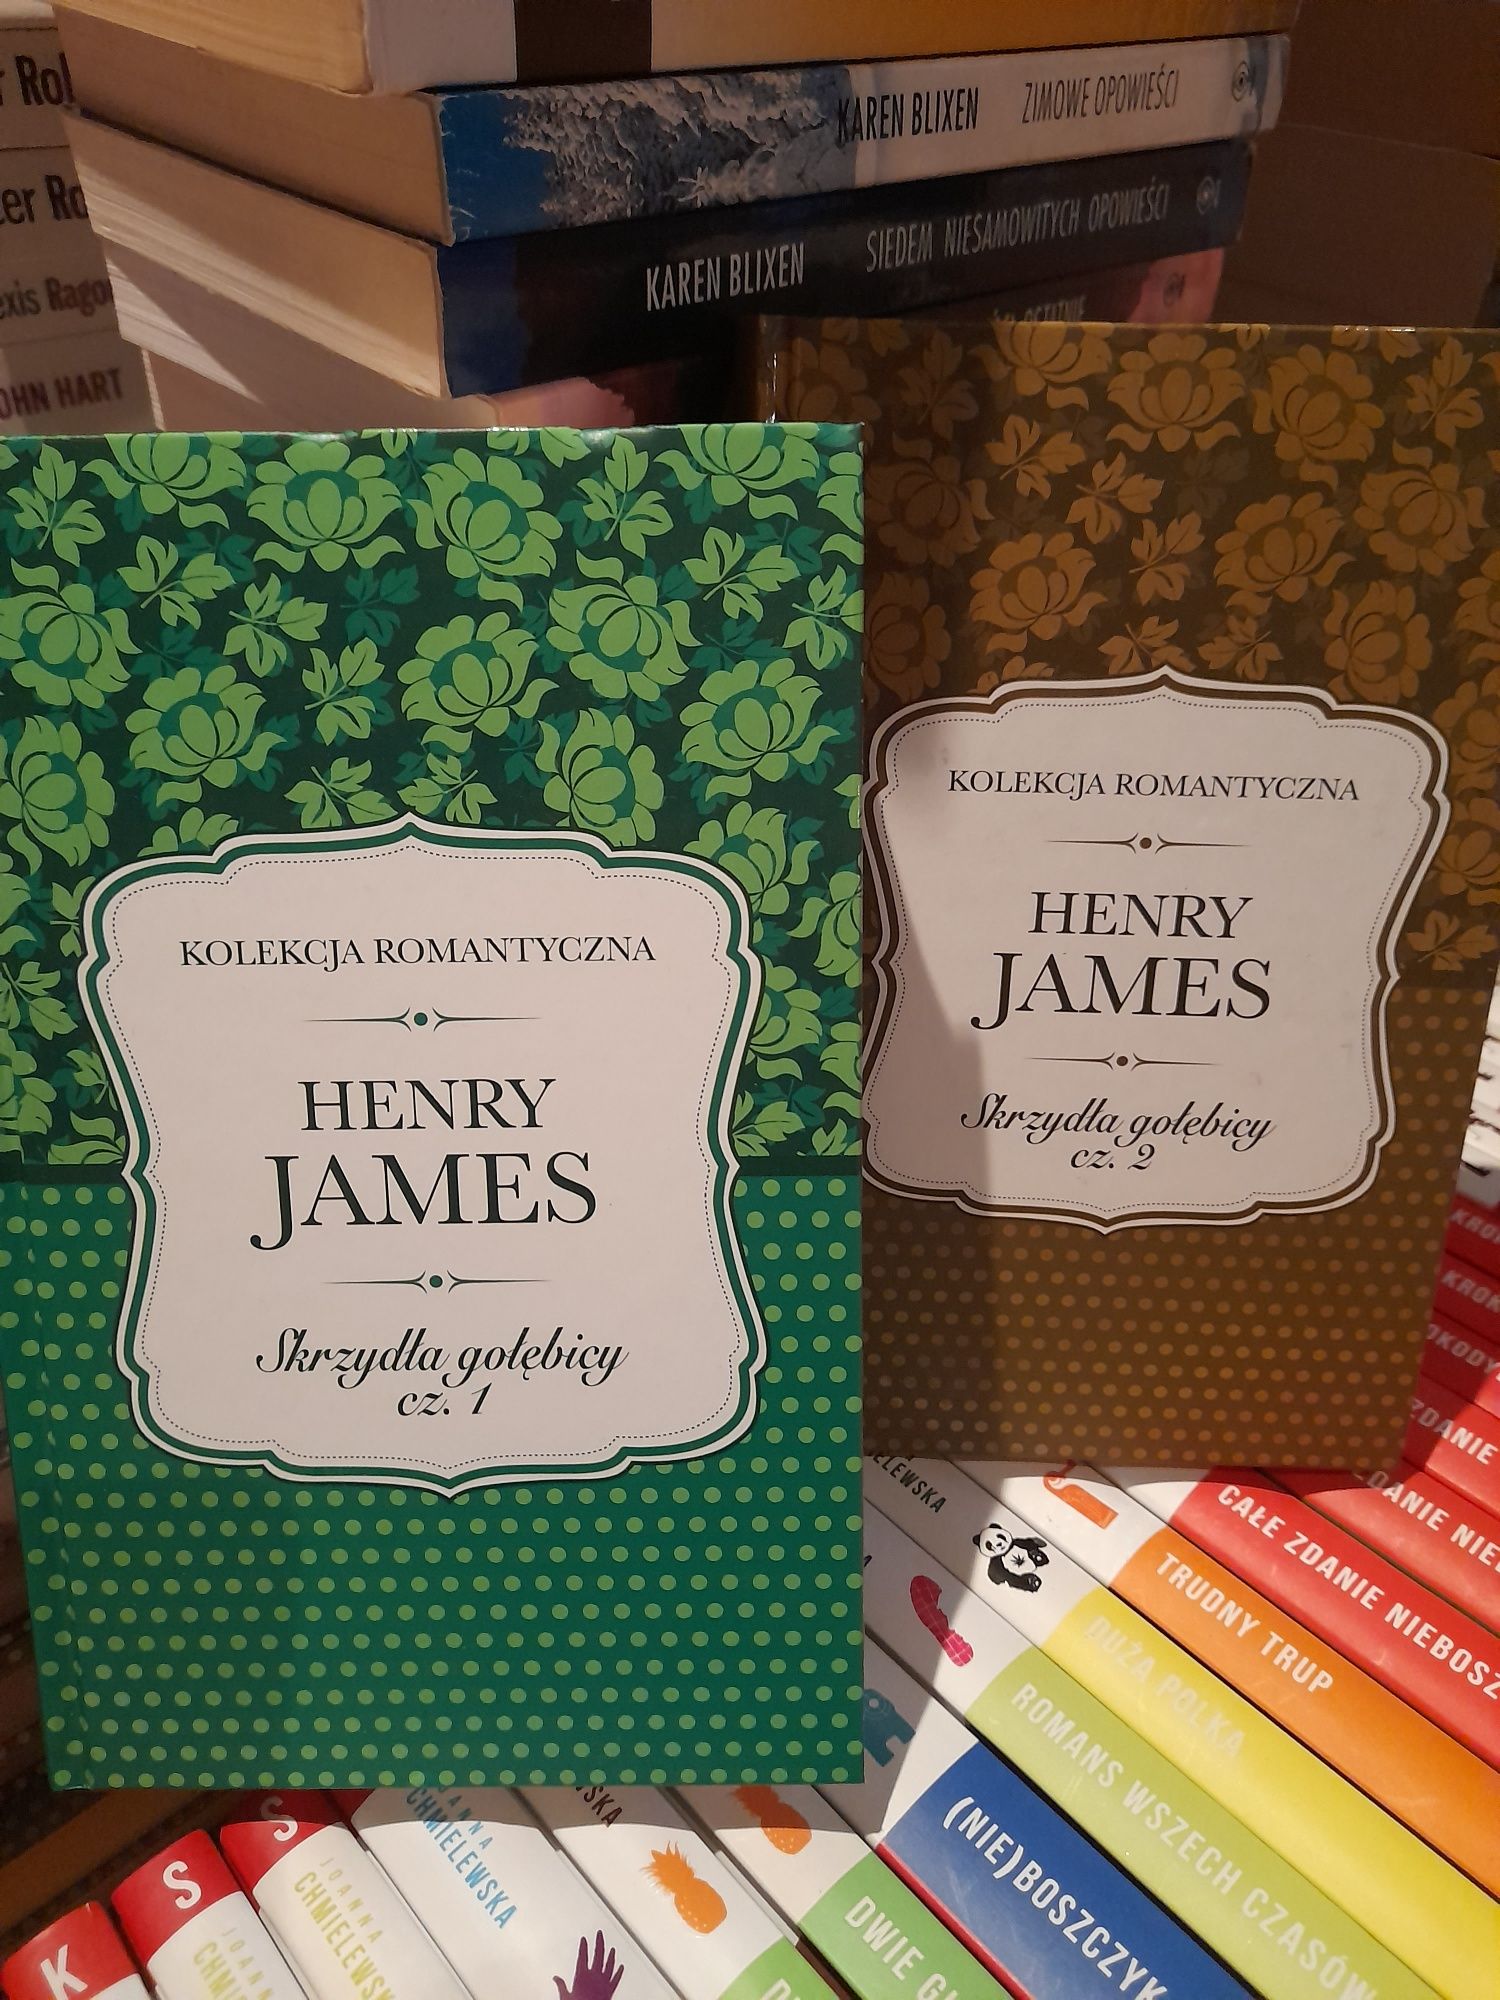 KAREN BLIXEN ZIMOWE OPOWIEŚCI
KAREN BLIXEN SIEDEM NIESAMOWITYCH OPOWIEŚCI
JOHN HART
KOLEKCJA ROMANTYCZNA
HENRY
JAMES
Skrzydła gołębicy
cz. 1
KOLEKCJA ROMANTYCZNA
HENRY
JAMES
Skrzydła gołębicy
cz. 2
CAŁE ZDANIE NIEBOSZ
TRUDNY TRUP
DUŻA POLKA
ROMANS WSZECH CZASÓW
(NIE)BOSZCZYK
DWIE
JOANNA
CHMIELEWSKA
JOANNA
CHMIELEWSK